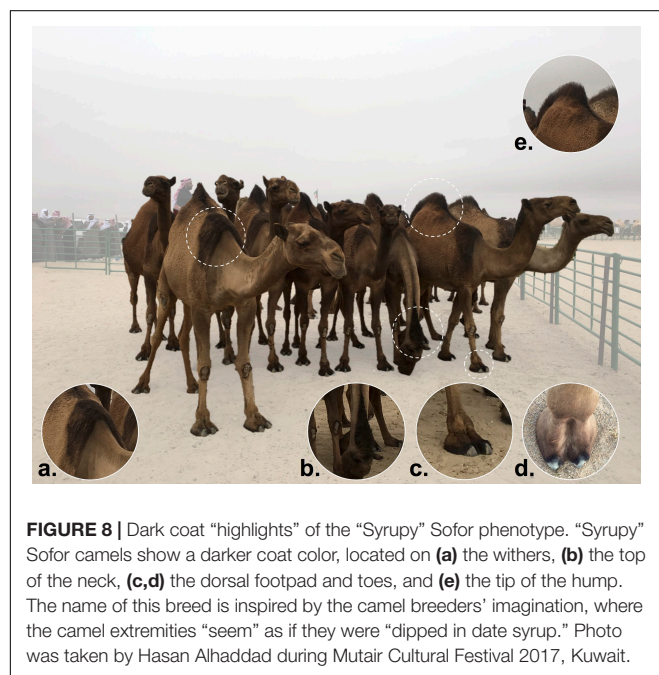 e.
a.
b.
c.
d.
FIGURE 8 | Dark coat “highlights” of the “Syrupy” Sofor phenotype. “Syrupy”
Sofor camels show a darker coat color, located on (a) the withers, (b) the top
of the neck, (c,d) the dorsal footpad and toes, and (e) the tip of the hump.
The name of this breed is inspired by the camel breeders’ imagination, where
the camel extremities “seem” as if they were “dipped in date syrup.” Photo
was taken by Hasan Alhaddad during Mutair Cultural Festival 2017, Kuwait.